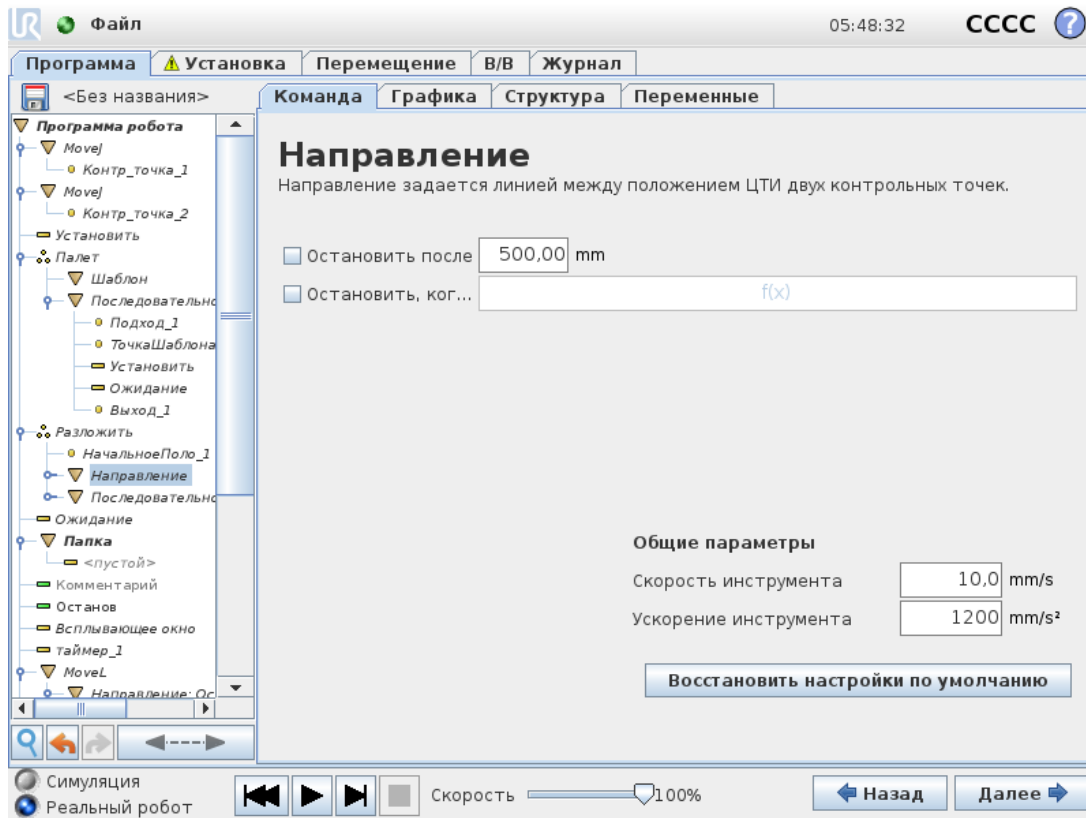 UR Файл 05:48:32 CCCC ?
Программа Установка Перемещение В/В Журнал
<Без названия> Команда Графика Структура Переменные
Программа робота
MoveJ
Контр_точка_1
MoveJ
Контр_точка_2
Установить
Палет
Шаблон
Последовательно
Подход_1
ТочкаШаблона
Установить
Ожидание
Выход_1
Разложить
НачальноеПоло_1
Направление
Последовательно
Ожидание
Папка
<пустой>
Комментарий
Останов
Всплывающее окно
таймер_1
MoveL
Направление: Ос
Направление
Направление задается линией между положением ЦТИ двух контрольных точек.
Остановить после 500,00 mm
Остановить, ког... f(x)
Общие параметры
Скорость инструмента 10,0 mm/s
Ускорение инструмента 1200 mm/s²
Восстановить настройки по умолчанию
Симуляция
Реальный робот
Скорость 100%
Назад Далее